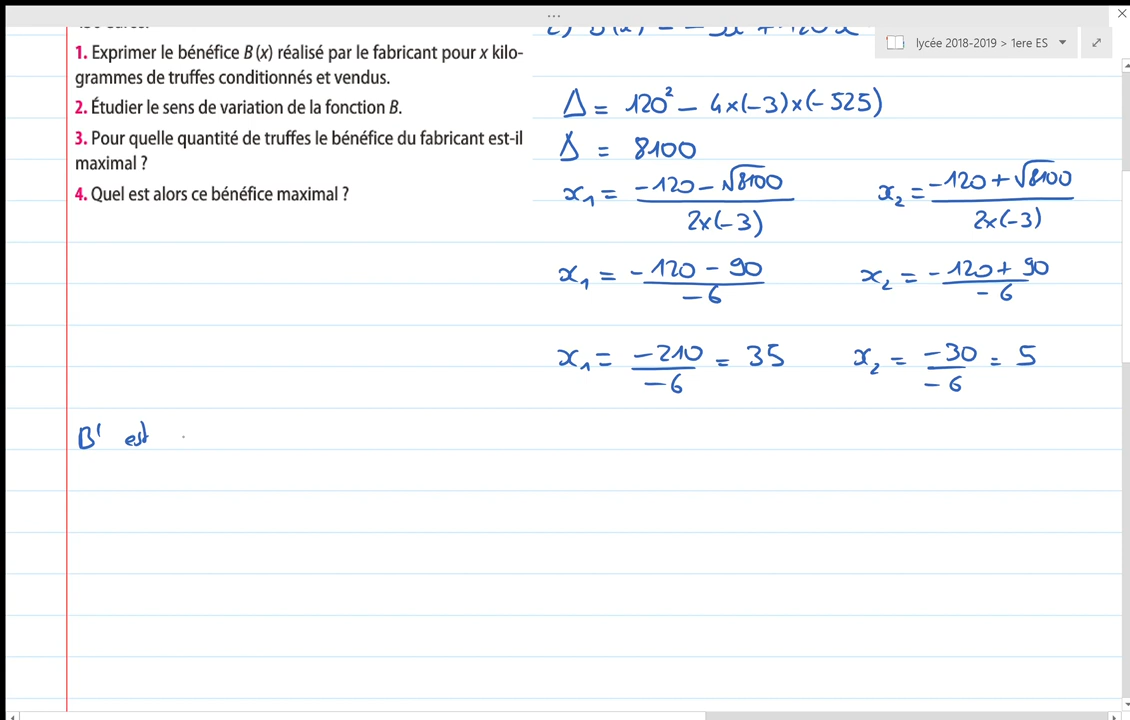 lycée 2018-2019 > 1ere ES
1. Exprimer le bénéfice B(x) réalisé par le fabricant pour x kilo-
grammes de truffes conditionnés et vendus.
2. Étudier le sens de variation de la fonction B.
3. Pour quelle quantité de truffes le bénéfice du fabricant est-il
maximal ?
4. Quel est alors ce bénéfice maximal ?
Δ = 120² - 4x(-3)x(-525)
Δ = 8100
x₁ = (-120-√8100)/(2x(-3)) x₂ = (-120+√8100)/(2x(-3))
x₁ = (-120-90)/(-6) x₂ = (-120+90)/(-6)
x₁ = (-210)/(-6) = 35 x₂ = (-30)/(-6) = 5
B' est